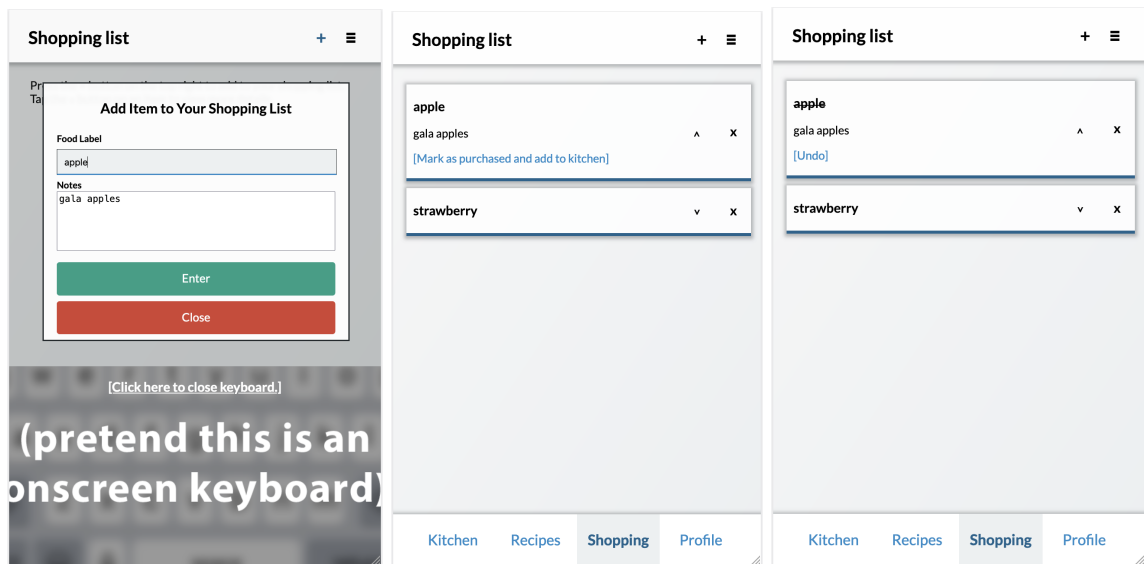 Shopping list + ≡
Add Item to Your Shopping List
Food Label
apple
Notes
gala apples
Enter
Close
[Click here to close keyboard.]
(pretend this is an
onscreen keyboard)
Shopping list + ≡
apple
gala apples ^ x
[Mark as purchased and add to kitchen]
strawberry v x
Kitchen Recipes Shopping Profile
Shopping list + ≡
apple
gala apples ^ x
[Undo]
strawberry v x
Kitchen Recipes Shopping Profile